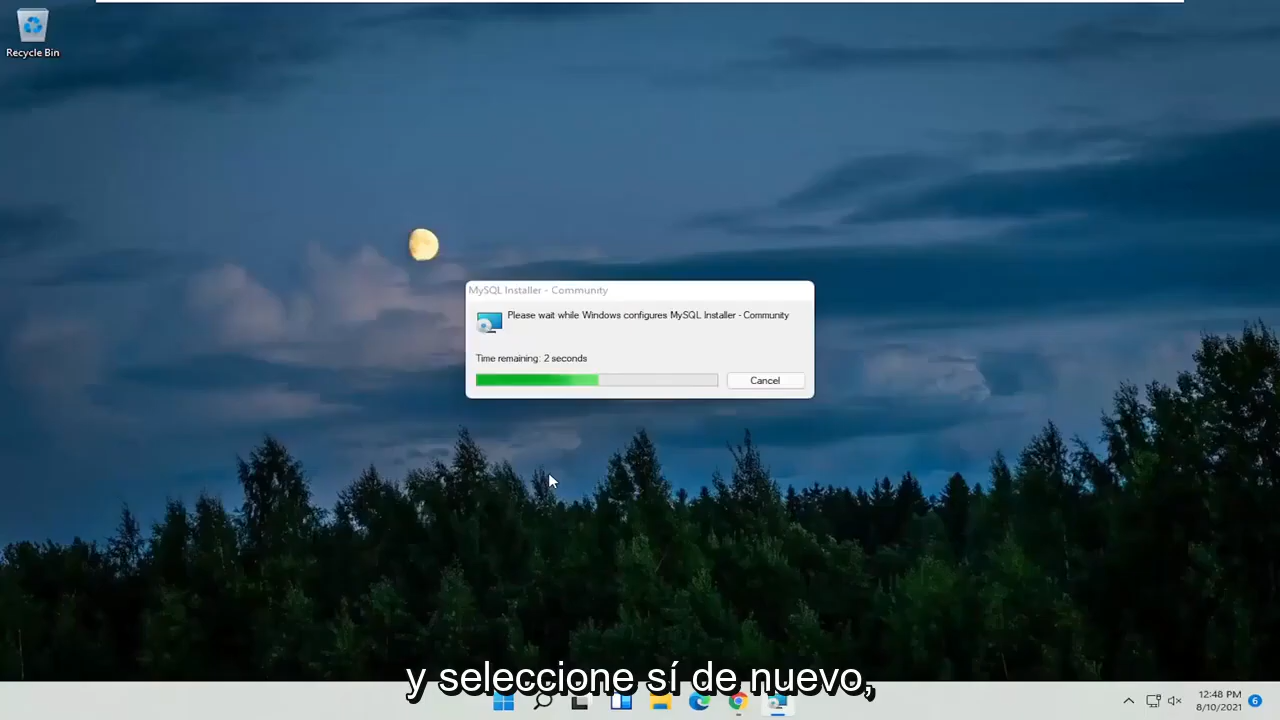 Recycle Bin
MySQL Installer - Community
Please wait while Windows configures MySQL Installer - Community
Time remaining: 2 seconds
Cancel
y seleccione sí de nuevo,
12:48 PM
8/10/2021
6